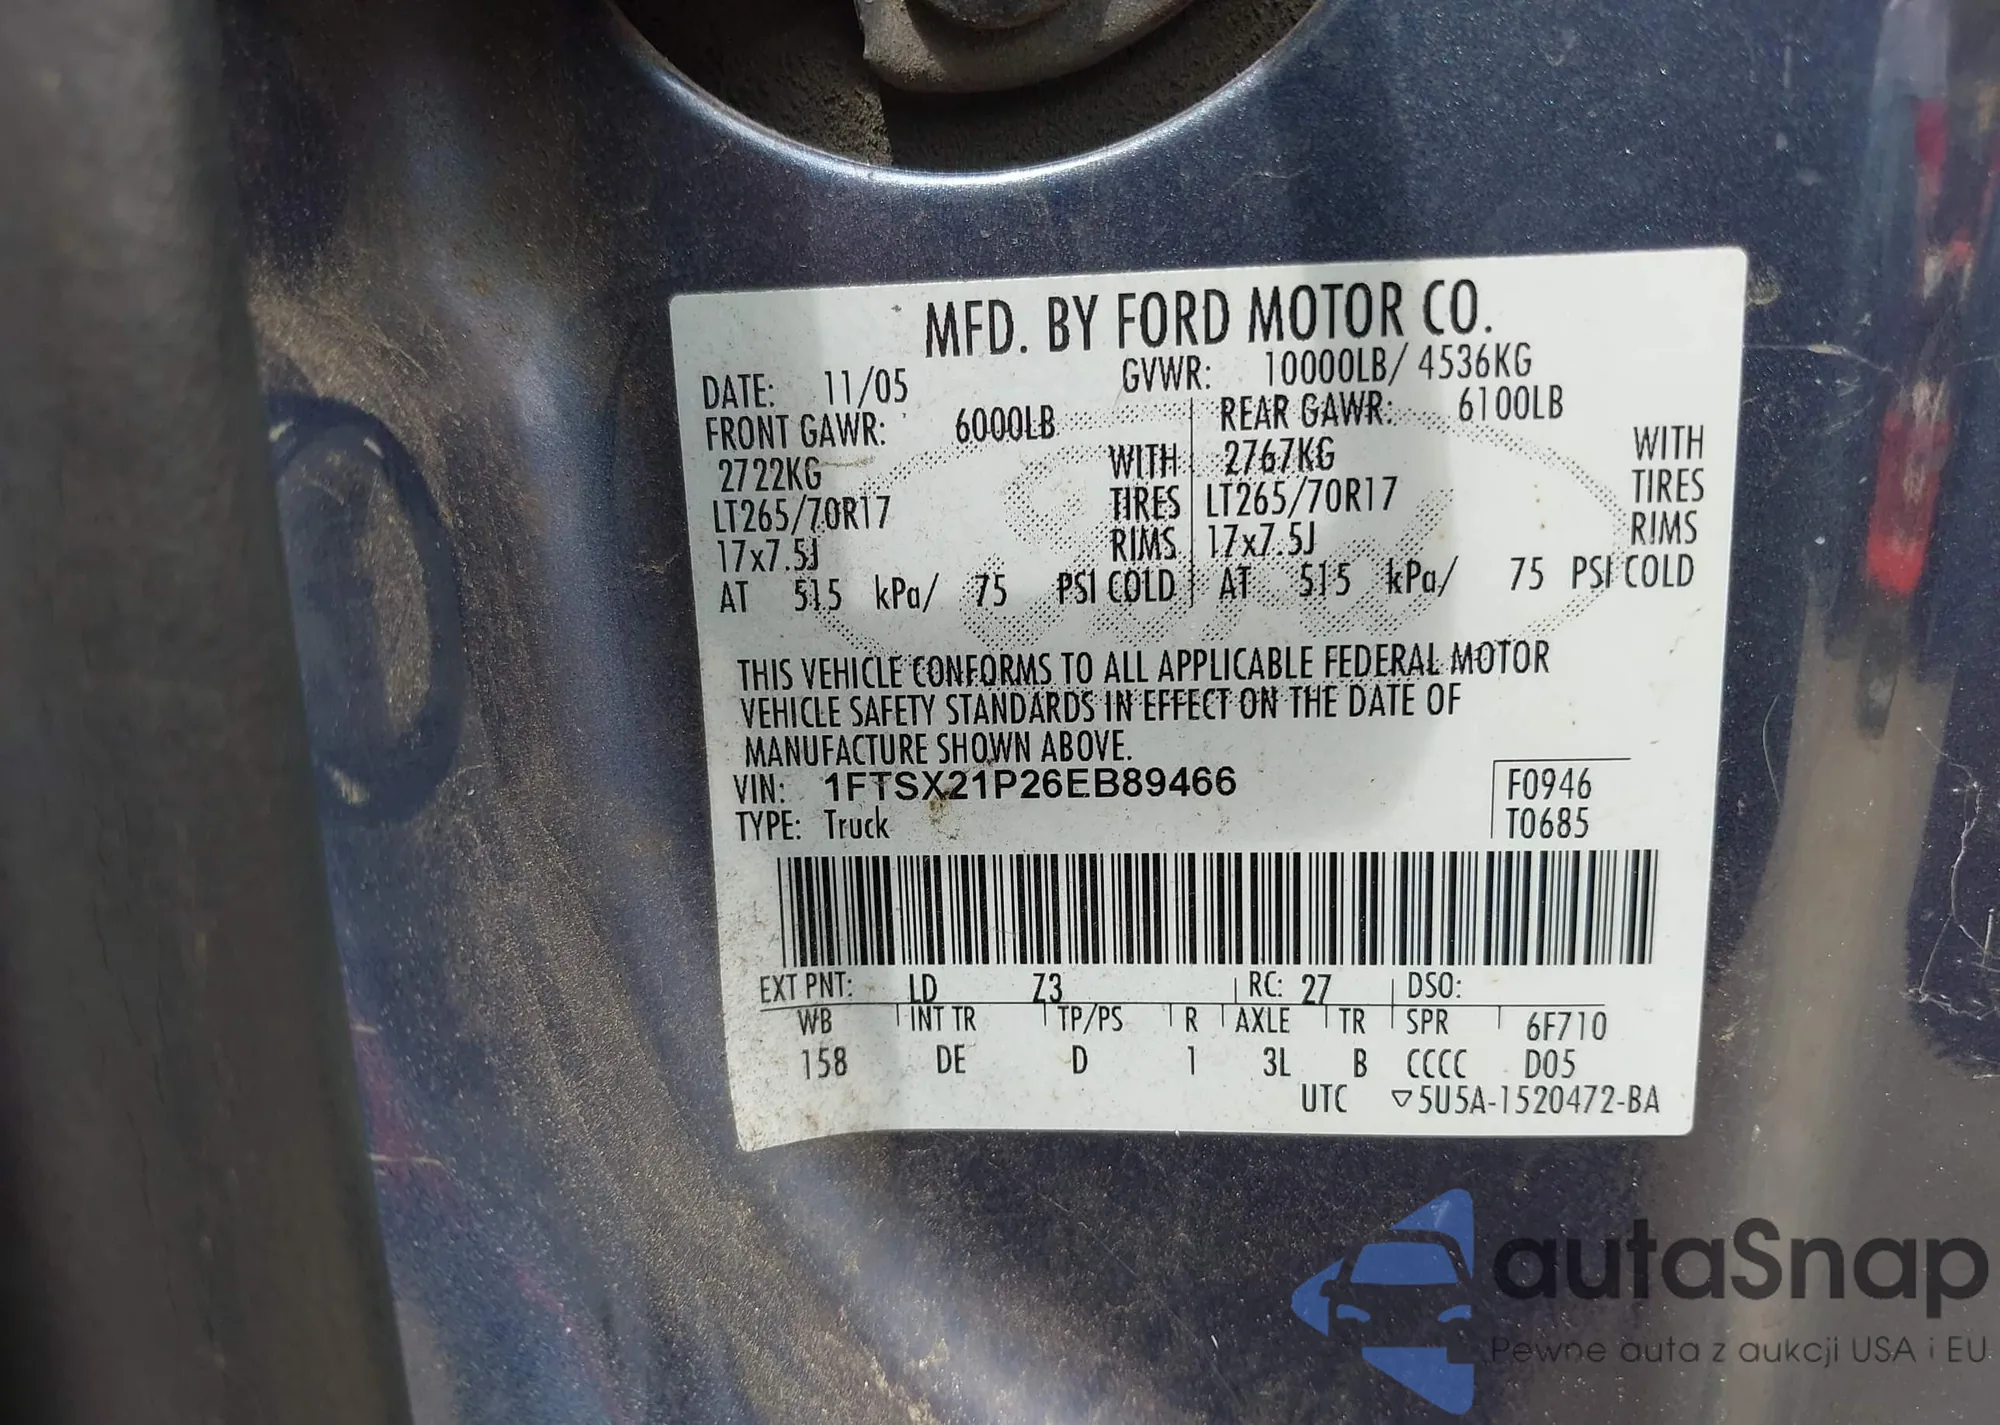 MFD. BY FORD MOTOR CO.
DATE: 11/05 GVWR: 10000LB/ 4536KG
FRONT GAWR: 6000LB REAR GAWR: 6100LB
2722KG WITH 2767KG WITH
LT265/70R17 TIRES LT265/70R17 TIRES
17x7.5J RIMS 17x7.5J RIMS
AT 515 kPa/ 75 PSI COLD AT 515 kPa/ 75 PSI COLD
THIS VEHICLE CONFORMS TO ALL APPLICABLE FEDERAL MOTOR
VEHICLE SAFETY STANDARDS IN EFFECT ON THE DATE OF
MANUFACTURE SHOWN ABOVE.
VIN: 1FTSX21P26EB89466 F0946
TYPE: Truck T0685
EXT PNT: LD Z3 RC: 27 DSO:
WB INT TR TP/PS R AXLE TR SPR 6F710
158 DE D 1 3L B CCCC D05
UTC ▽5U5A-1520472-BA
autaSnap
Pewne auta z aukcji USA i EU